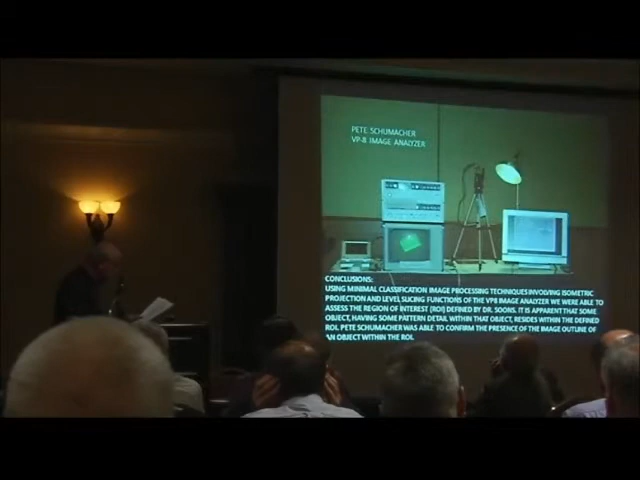 PETE SCHUMACHER
VP-8 IMAGE ANALYZER
CONCLUSIONS:
USING MINIMAL CLASSIFICATION IMAGE PROCESSING TECHNIQUES INVOLVING ISOMETRIC
PROJECTION AND LEVEL SLICING FUNCTIONS OF THE VP8 IMAGE ANALYZER WE WERE ABLE TO
ASSESS THE REGION OF INTEREST (ROI) DEFINED BY DR. SOONS. IT IS APPARENT THAT SOME
OBJECT, HAVING SOME PATTERN DETAIL WITHIN THAT OBJECT, RESIDES WITHIN THE DEFINED
ROI. PETE SCHUMACHER WAS ABLE TO CONFIRM THE PRESENCE OF THE IMAGE OUTLINE OF
AN OBJECT WITHIN THE ROI.